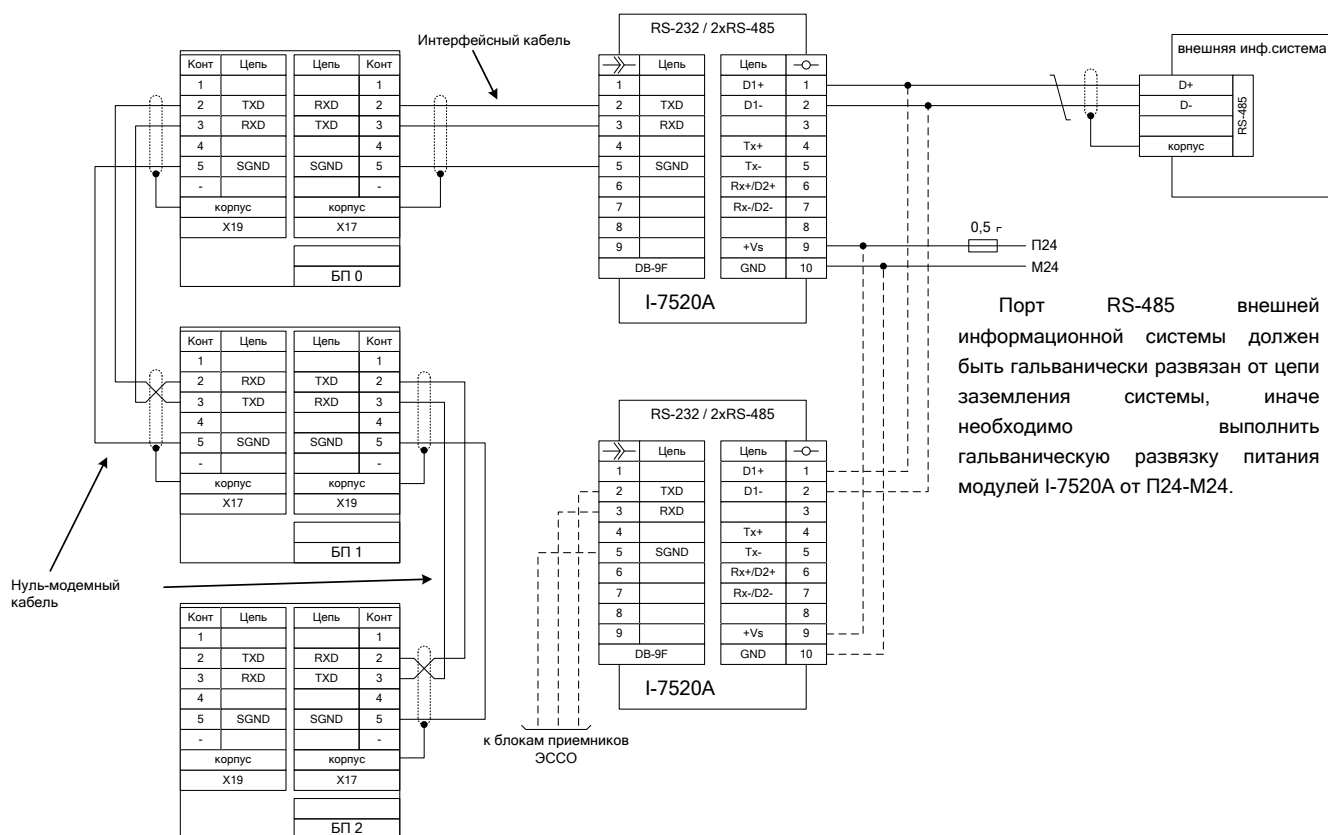 Интерфейсный кабель
Конт Цепь Цепь Конт
1 1
2 TXD RXD 2
3 RXD TXD 3
4 4
5 SGND SGND 5
- -
корпус корпус
X19 X17
БП 0
RS-232 / 2xRS-485
Цепь Цепь
1 D1+ 1
2 TXD D1- 2
3 RXD 3
4 Tx+ 4
5 SGND Tx- 5
6 Rx+/D2+ 6
7 Rx-/D2- 7
8 8
9 +Vs 9
DB-9F GND 10
I-7520A
внешняя инф.система
D+
D-
корпус
RS-485
0,5 г
П24
М24
Порт RS-485 внешней
информационной системы должен
быть гальванически развязан от цепи
заземления системы, иначе
необходимо выполнить
гальваническую развязку питания
модулей I-7520A от П24-М24.
Конт Цепь Цепь Конт
1 1
2 RXD TXD 2
3 TXD RXD 3
4 4
5 SGND SGND 5
- -
корпус корпус
X17 X19
БП 1
RS-232 / 2xRS-485
Цепь Цепь
1 D1+ 1
2 TXD D1- 2
3 RXD 3
4 Tx+ 4
5 SGND Tx- 5
6 Rx+/D2+ 6
7 Rx-/D2- 7
8 8
9 +Vs 9
DB-9F GND 10
I-7520A
к блокам приемников
ЭССО
Нуль-модемный
кабель
Конт Цепь Цепь Конт
1 1
2 TXD RXD 2
3 RXD TXD 3
4 4
5 SGND SGND 5
- -
корпус корпус
X19 X17
БП 2